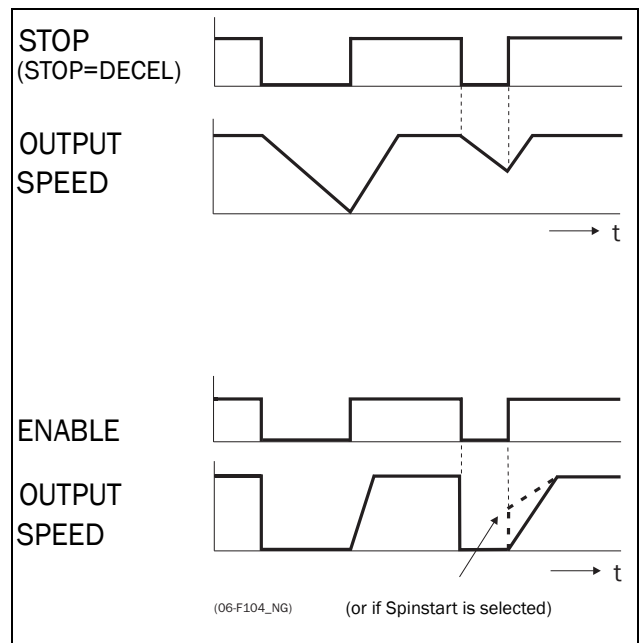 STOP
(STOP=DECEL)
OUTPUT
SPEED
t
ENABLE
OUTPUT
SPEED
t
(06-F104_NG) (or if Spinstart is selected)